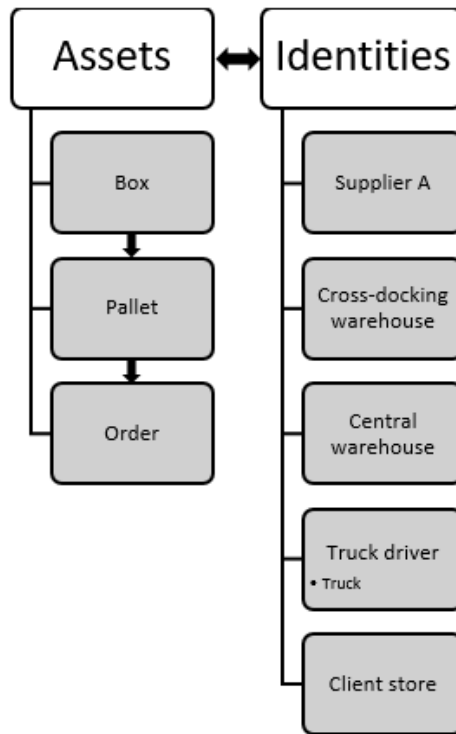 Assets
Identities
Box
Pallet
Order
Supplier A
Cross-docking
warehouse
Central
warehouse
Truck driver
• Truck
Client store